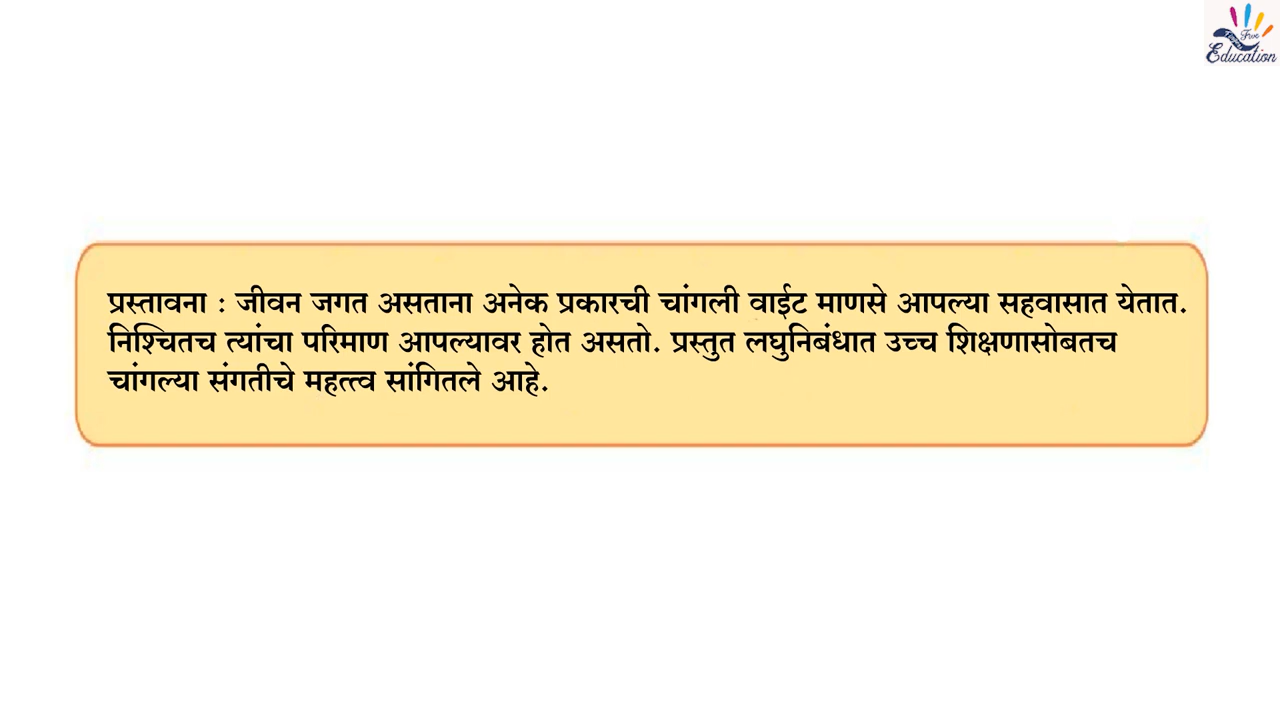 Five
Education
प्रस्तावना : जीवन जगत असताना अनेक प्रकारची चांगली वाईट माणसे आपल्या सहवासात येतात.
निश्चितच त्यांचा परिमाण आपल्यावर होत असतो. प्रस्तुत लघुनिबंधात उच्च शिक्षणासोबतच
चांगल्या संगतीचे महत्त्व सांगितले आहे.